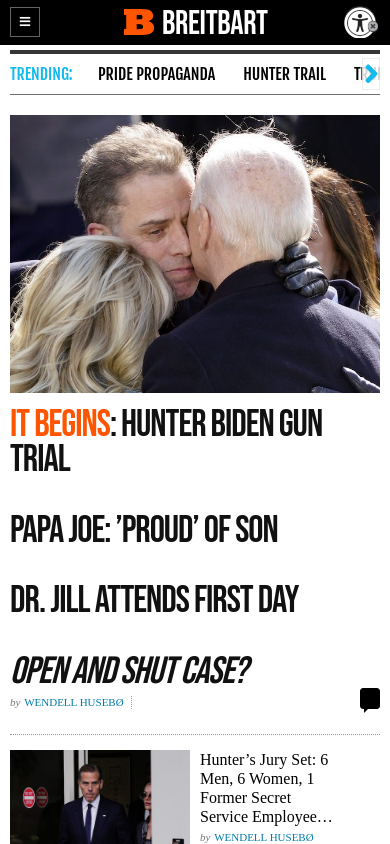 BREITBART
TRENDING: PRIDE PROPAGANDA HUNTER TRAIL
IT BEGINS: HUNTER BIDEN GUN
TRIAL
PAPA JOE: ’PROUD’ OF SON
DR. JILL ATTENDS FIRST DAY
OPEN AND SHUT CASE?
by WENDELL HUSEBØ
Hunter’s Jury Set: 6
Men, 6 Women, 1
Former Secret
Service Employee…
by WENDELL HUSEBØ